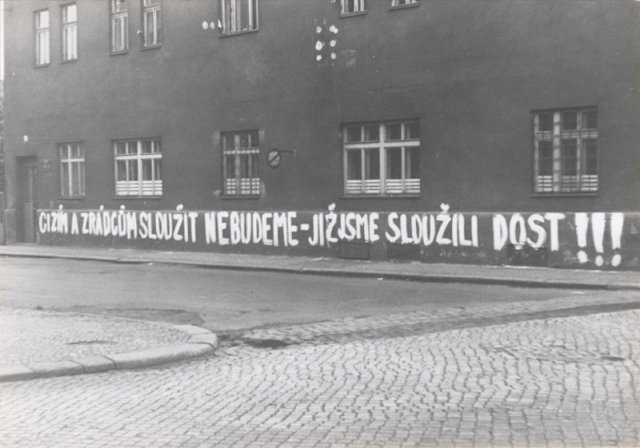 CIZÍM A ZRÁDCŮM SLOUŽIT NEBUDEME - JIŽ JSME SLOUŽILI DOST !!!